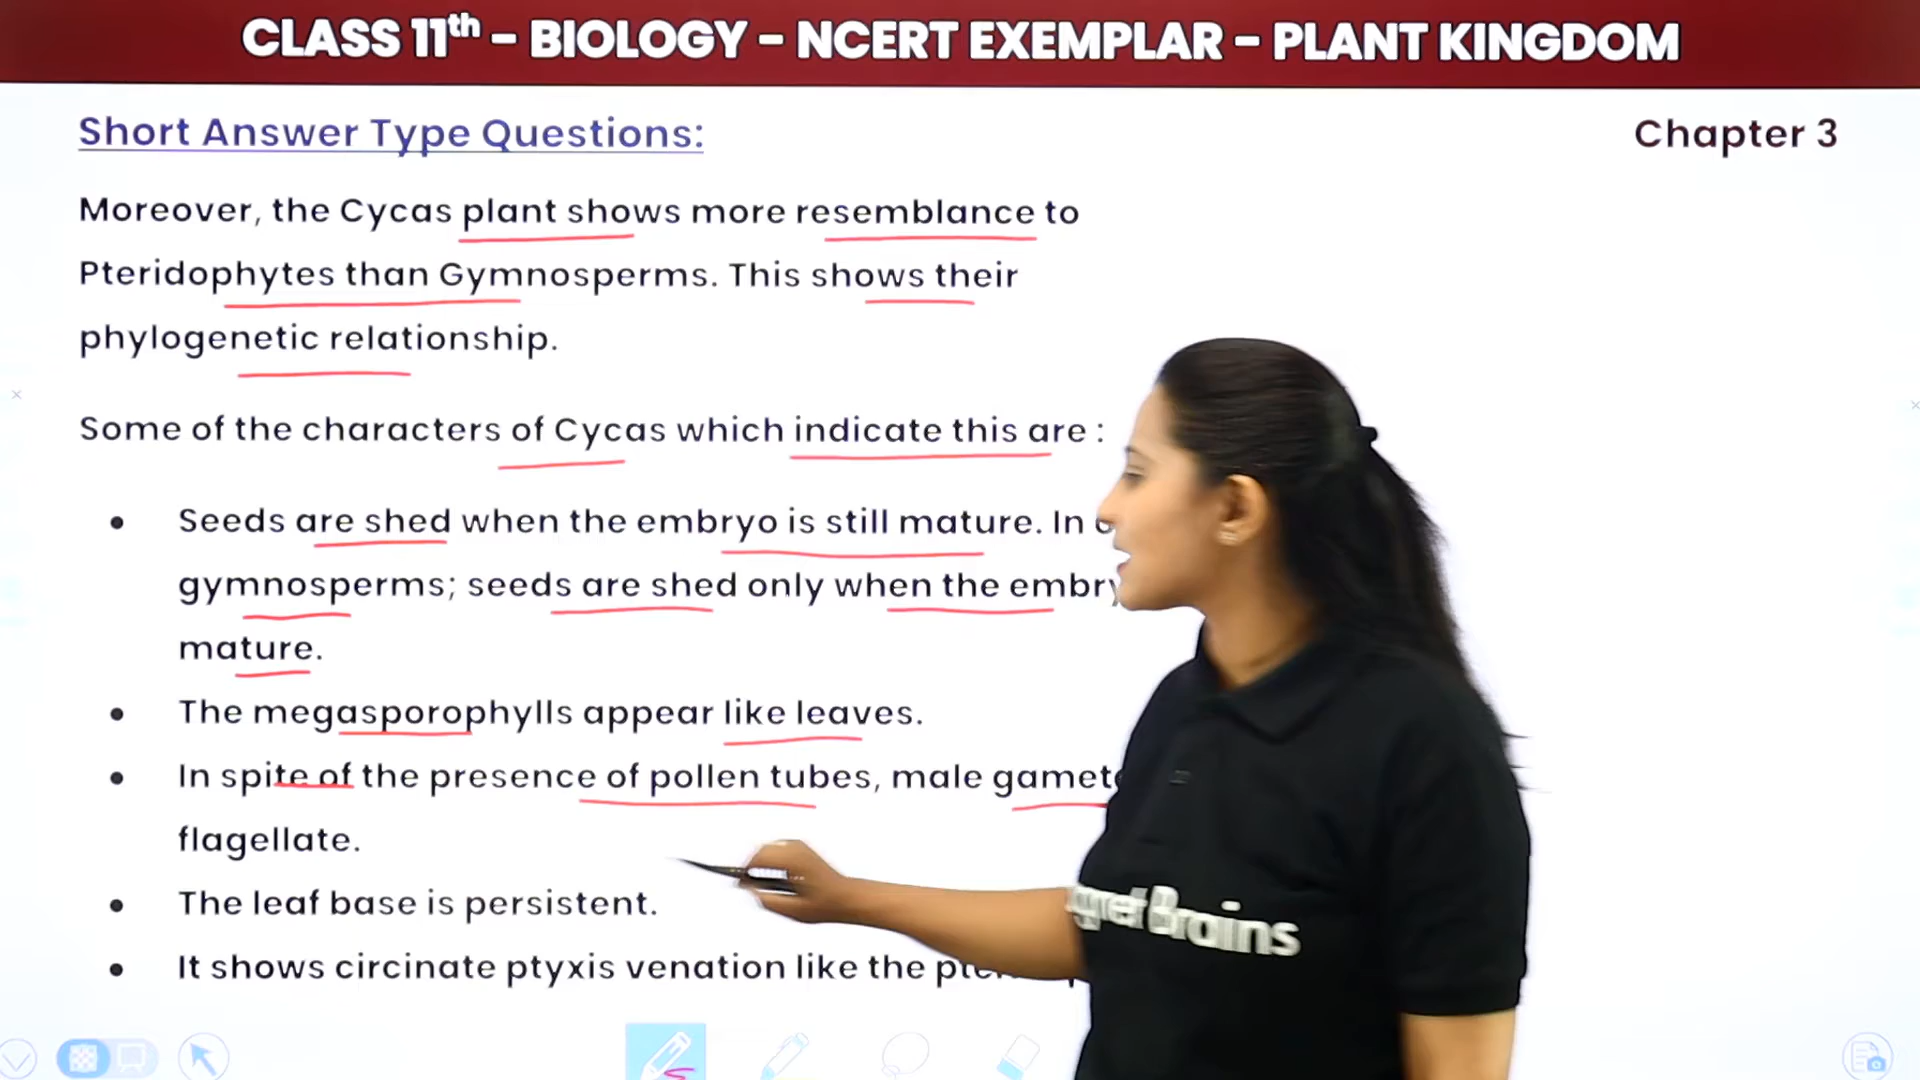 CLASS 11th - BIOLOGY - NCERT EXEMPLAR - PLANT KINGDOM
Short Answer Type Questions:
Chapter 3
Moreover, the Cycas plant shows more resemblance to
Pteridophytes than Gymnosperms. This shows their
phylogenetic relationship.
Some of the characters of Cycas which indicate this are :
• Seeds are shed when the embryo is still mature. In
gymnosperms; seeds are shed only when the
mature.
• The megasporophylls appear like leaves.
• In spite of the presence of pollen tubes, male
flagellate.
• The leaf base is persistent.
• It shows circinate ptyxis venation like the
Brains